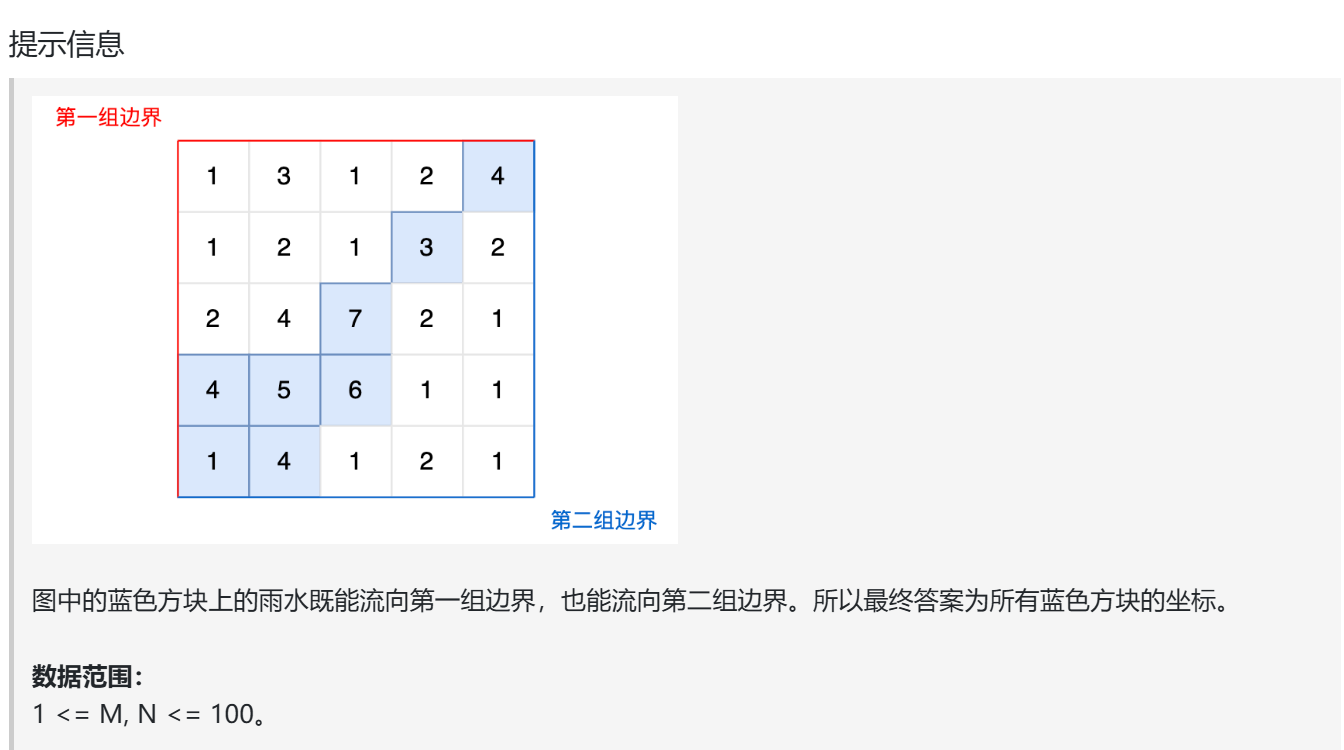 提示信息
第一组边界
1 3 1 2 4
1 2 1 3 2
2 4 7 2 1
4 5 6 1 1
1 4 1 2 1
第二组边界
图中的蓝色方块上的雨水既能流向第一组边界，也能流向第二组边界。所以最终答案为所有蓝色方块的坐标。
数据范围：
1 <= M, N <= 100。